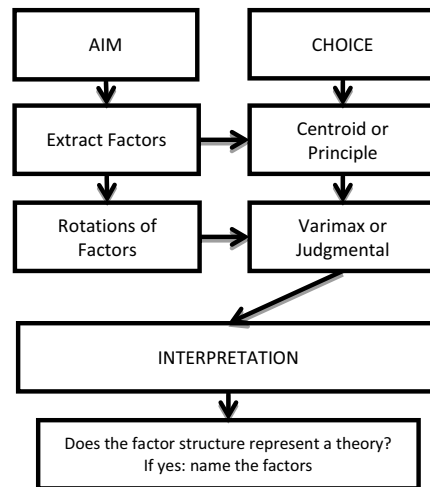 AIM
CHOICE
Extract Factors
Centroid or
Principle
Rotations of
Factors
Varimax or
Judgmental
INTERPRETATION
Does the factor structure represent a theory?
If yes: name the factors